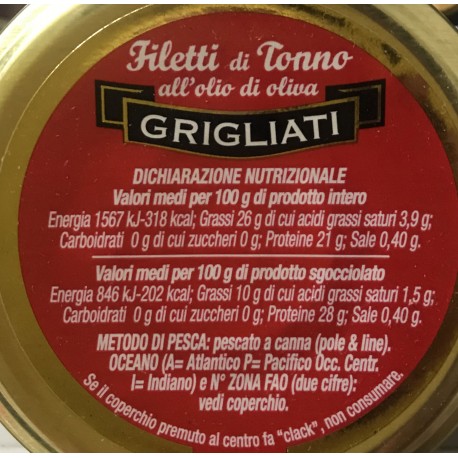 Filetti di Tonno
all'olio di oliva
GRIGLIATI
DICHIARAZIONE NUTRIZIONALE
Valori medi per 100 g di prodotto intero
Energia 1567 kJ-318 kcal; Grassi 26 g di cui acidi grassi saturi 3,9 g;
Carboidrati 0 g di cui zuccheri 0 g; Proteine 21 g; Sale 0,40 g.
Valori medi per 100 g di prodotto sgocciolato
Energia 846 kJ-202 kcal; Grassi 10 g di cui acidi grassi saturi 1,5 g;
Carboidrati 0 g di cui zuccheri 0 g; Proteine 28 g; Sale 0,40 g.
METODO DI PESCA: pescato a canna (pole & line).
OCEANO (A= Atlantico P= Pacifico Occ. Centr.
I= Indiano) e N° ZONA FAO (due cifre):
vedi coperchio.
Se il coperchio premuto al centro fa "clack", non consumare.